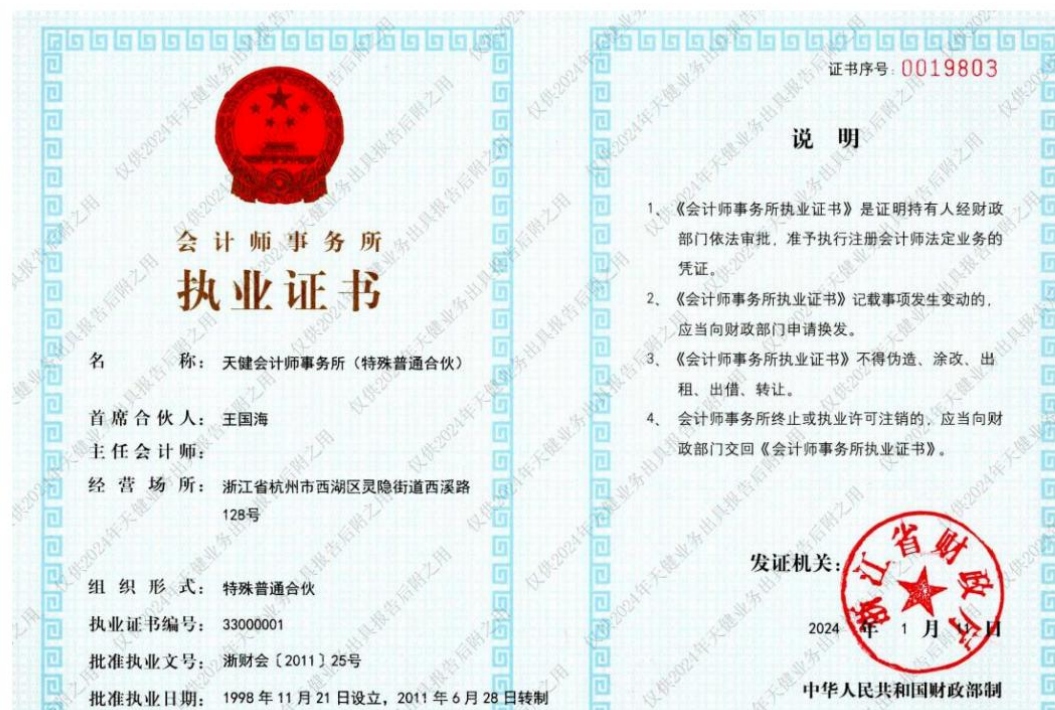 会计师事务所
执业证书
名称：天健会计师事务所（特殊普通合伙）
首席合伙人：王国海
主任会计师：
经营场所：浙江省杭州市西湖区灵隐街道西溪路
128号
组织形式：特殊普通合伙
执业证书编号：33000001
批准执业文号：浙财会〔2011〕25号
批准执业日期：1998年11月21日设立，2011年6月28日转制
证书序号：0019803
说明
1、《会计师事务所执业证书》是证明持有人经财政
部门依法审批，准予执行注册会计师法定业务的
凭证。
2、《会计师事务所执业证书》记载事项发生变动的，
应当向财政部门申请换发。
3、《会计师事务所执业证书》不得伪造、涂改、出
租、出借、转让。
4、会计师事务所终止或执业许可注销的，应当向财
政部门交回《会计师事务所执业证书》。
发证机关：
浙江省财政厅
2024年1月11日
中华人民共和国财政部制
仅供2024年天健业务出具报告后附之用